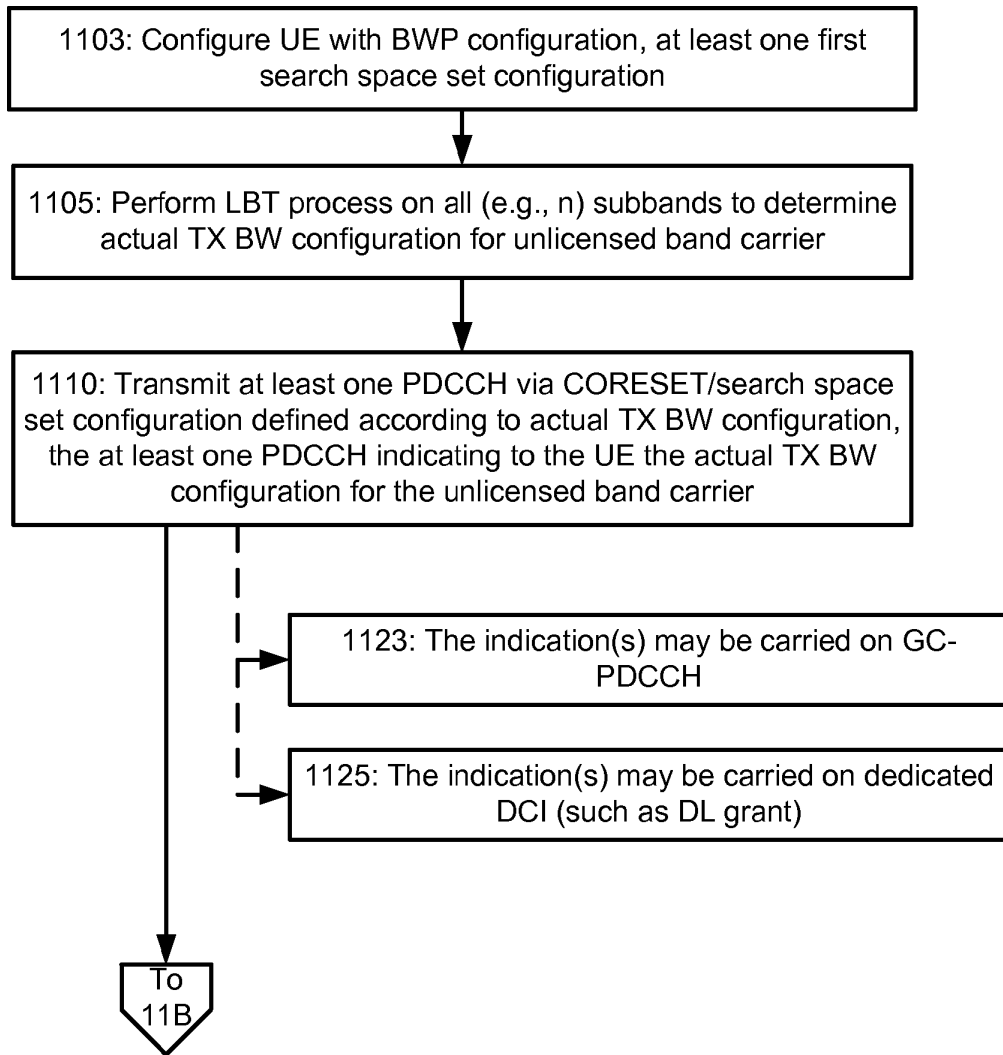 1103: Configure UE with BWP configuration, at least one first
search space set configuration
1105: Perform LBT process on all (e.g., n) subbands to determine
actual TX BW configuration for unlicensed band carrier
1110: Transmit at least one PDCCH via CORESET/search space
set configuration defined according to actual TX BW configuration,
the at least one PDCCH indicating to the UE the actual TX BW
configuration for the unlicensed band carrier
1123: The indication(s) may be carried on GC-
PDCCH
1125: The indication(s) may be carried on dedicated
DCI (such as DL grant)
To
11B